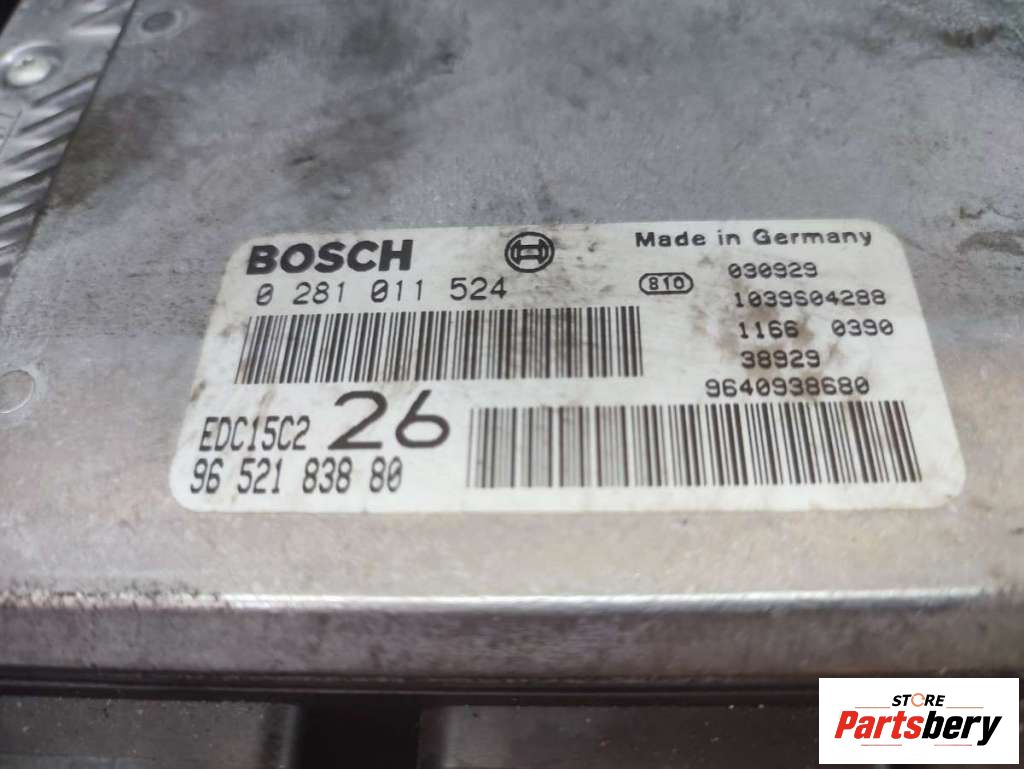 BOSCH
0 281 011 524
Made in Germany
810
030929
1039S04288
1166 0390
38929
9640938680
EDC15C2 26
96 521 838 80
STORE
Partsbery